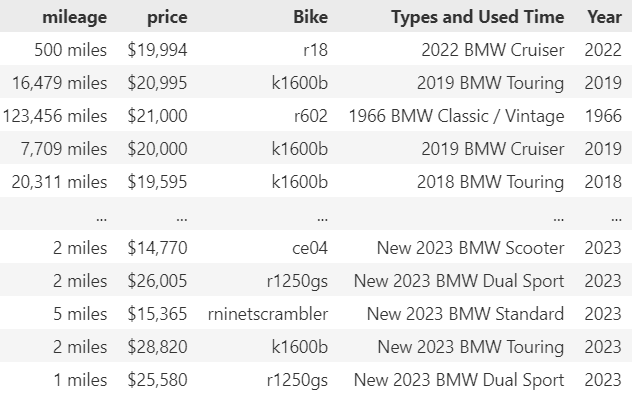 mileage price Bike Types and Used Time Year
500 miles $19,994 r18 2022 BMW Cruiser 2022
16,479 miles $20,995 k1600b 2019 BMW Touring 2019
123,456 miles $21,000 r602 1966 BMW Classic / Vintage 1966
7,709 miles $20,000 k1600b 2019 BMW Cruiser 2019
20,311 miles $19,595 k1600b 2018 BMW Touring 2018
... ... ... ... ...
2 miles $14,770 ce04 New 2023 BMW Scooter 2023
2 miles $26,005 r1250gs New 2023 BMW Dual Sport 2023
5 miles $15,365 rninetscrambler New 2023 BMW Standard 2023
2 miles $28,820 k1600b New 2023 BMW Touring 2023
1 miles $25,580 r1250gs New 2023 BMW Dual Sport 2023